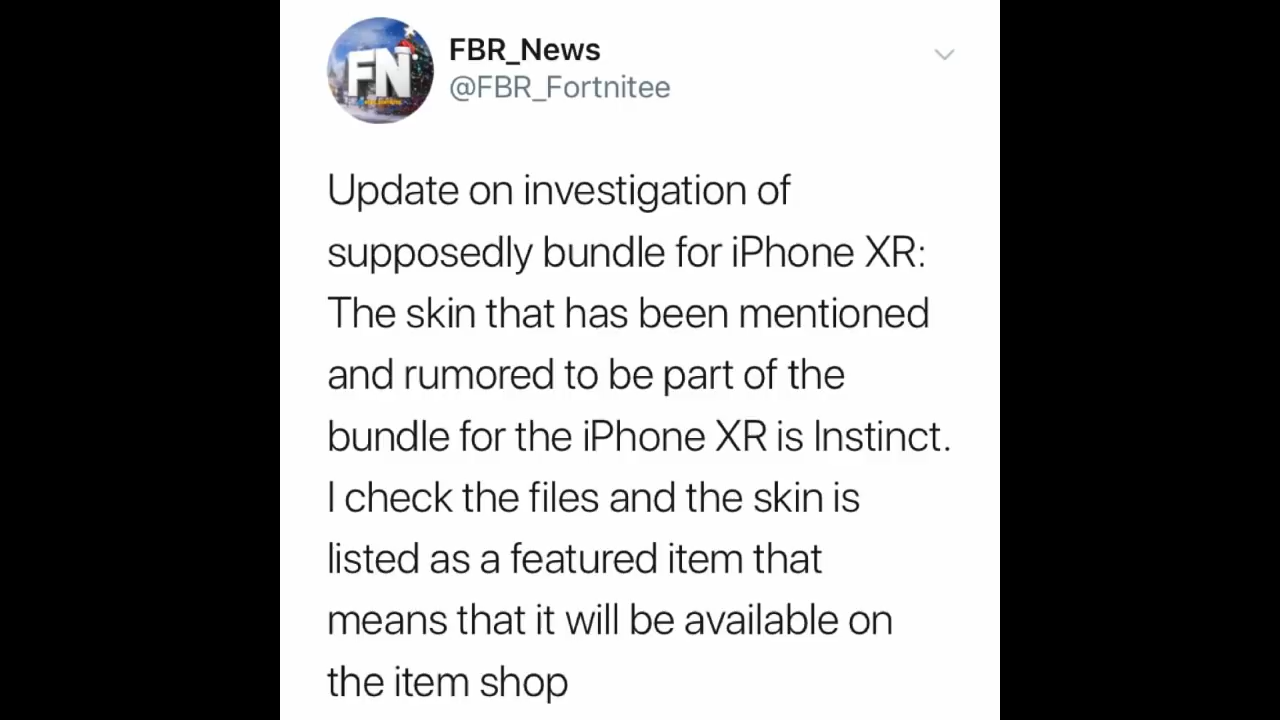 FN
FBR_News
@FBR_Fortnitee
Update on investigation of
supposedly bundle for iPhone XR:
The skin that has been mentioned
and rumored to be part of the
bundle for the iPhone XR is Instinct.
I check the files and the skin is
listed as a featured item that
means that it will be available on
the item shop